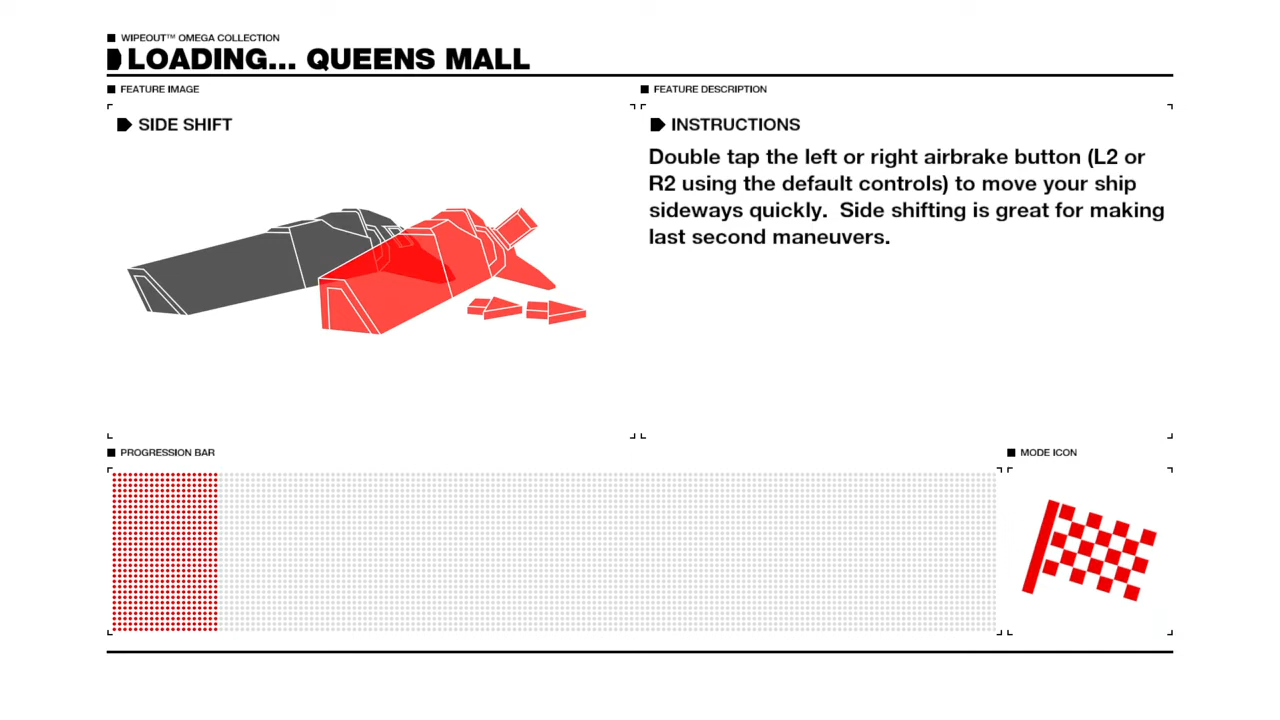 WIPEOUT™ OMEGA COLLECTION
LOADING... QUEENS MALL
FEATURE IMAGE
SIDE SHIFT
FEATURE DESCRIPTION
INSTRUCTIONS
Double tap the left or right airbrake button (L2 or
R2 using the default controls) to move your ship
sideways quickly.  Side shifting is great for making
last second maneuvers.
PROGRESSION BAR
MODE ICON